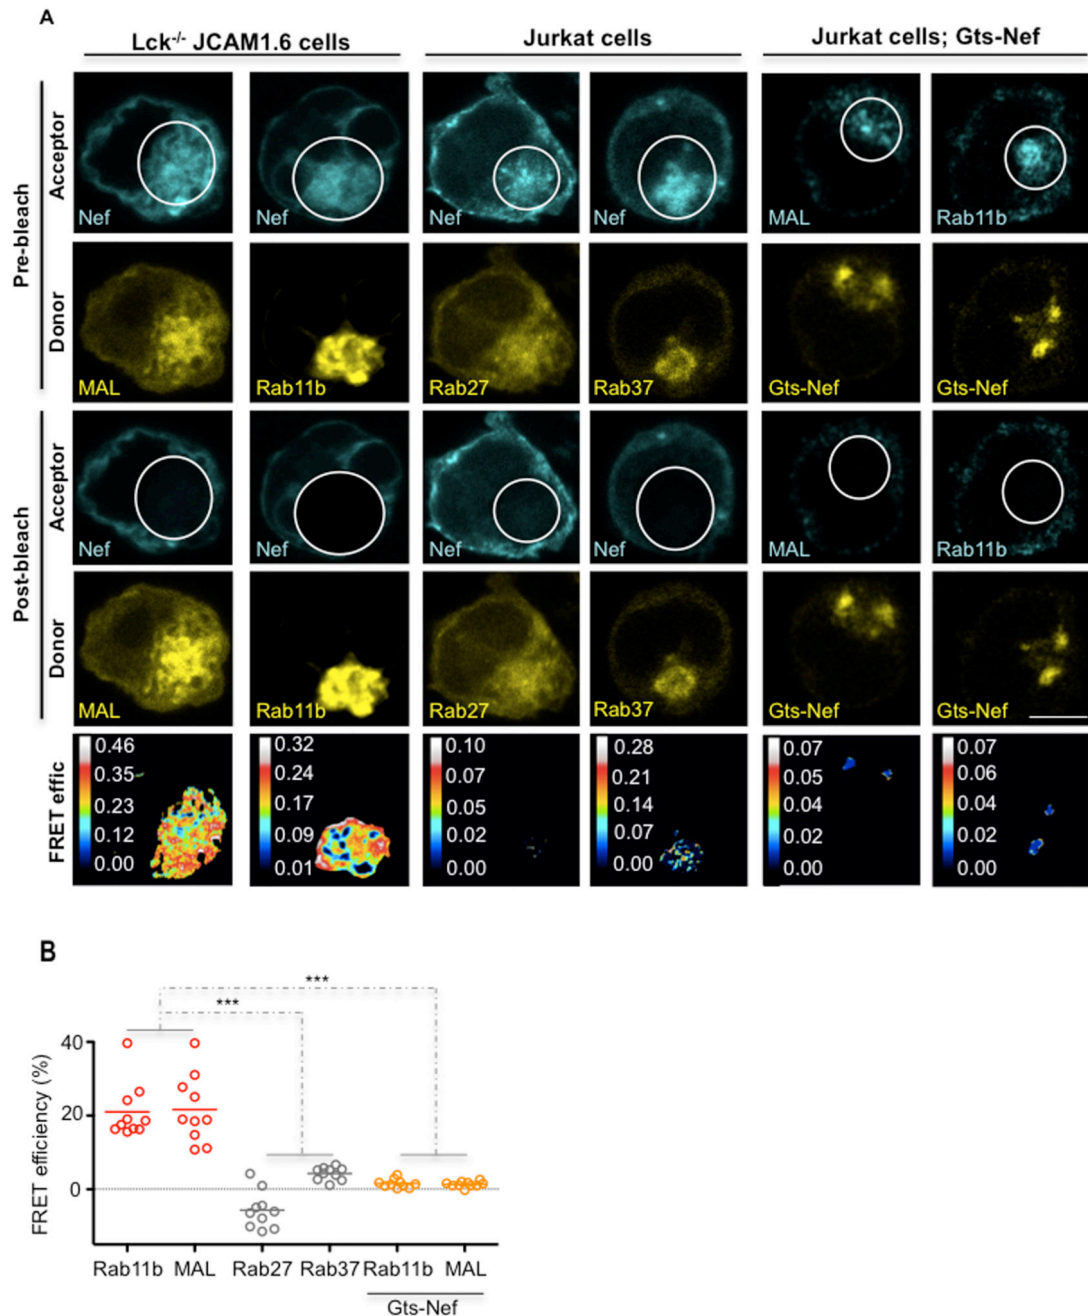 A
Lck-/- JCAM1.6 cells
Jurkat cells
Jurkat cells; Gts-Nef
Pre-bleach
Acceptor
Nef
Nef
Nef
Nef
MAL
Rab11b
Donor
MAL
Rab11b
Rab27
Rab37
Gts-Nef
Gts-Nef
Post-bleach
Acceptor
Nef
Nef
Nef
Nef
MAL
Rab11b
Donor
MAL
Rab11b
Rab27
Rab37
Gts-Nef
Gts-Nef
FRET effic
0.46
0.35
0.23
0.12
0.00
0.32
0.24
0.17
0.09
0.01
0.10
0.07
0.05
0.02
0.00
0.28
0.21
0.14
0.07
0.00
0.07
0.05
0.04
0.02
0.00
0.07
0.06
0.04
0.02
0.00
B
***
***
FRET efficiency (%)
40
20
0
Rab11b MAL Rab27 Rab37 Rab11b MAL
Gts-Nef